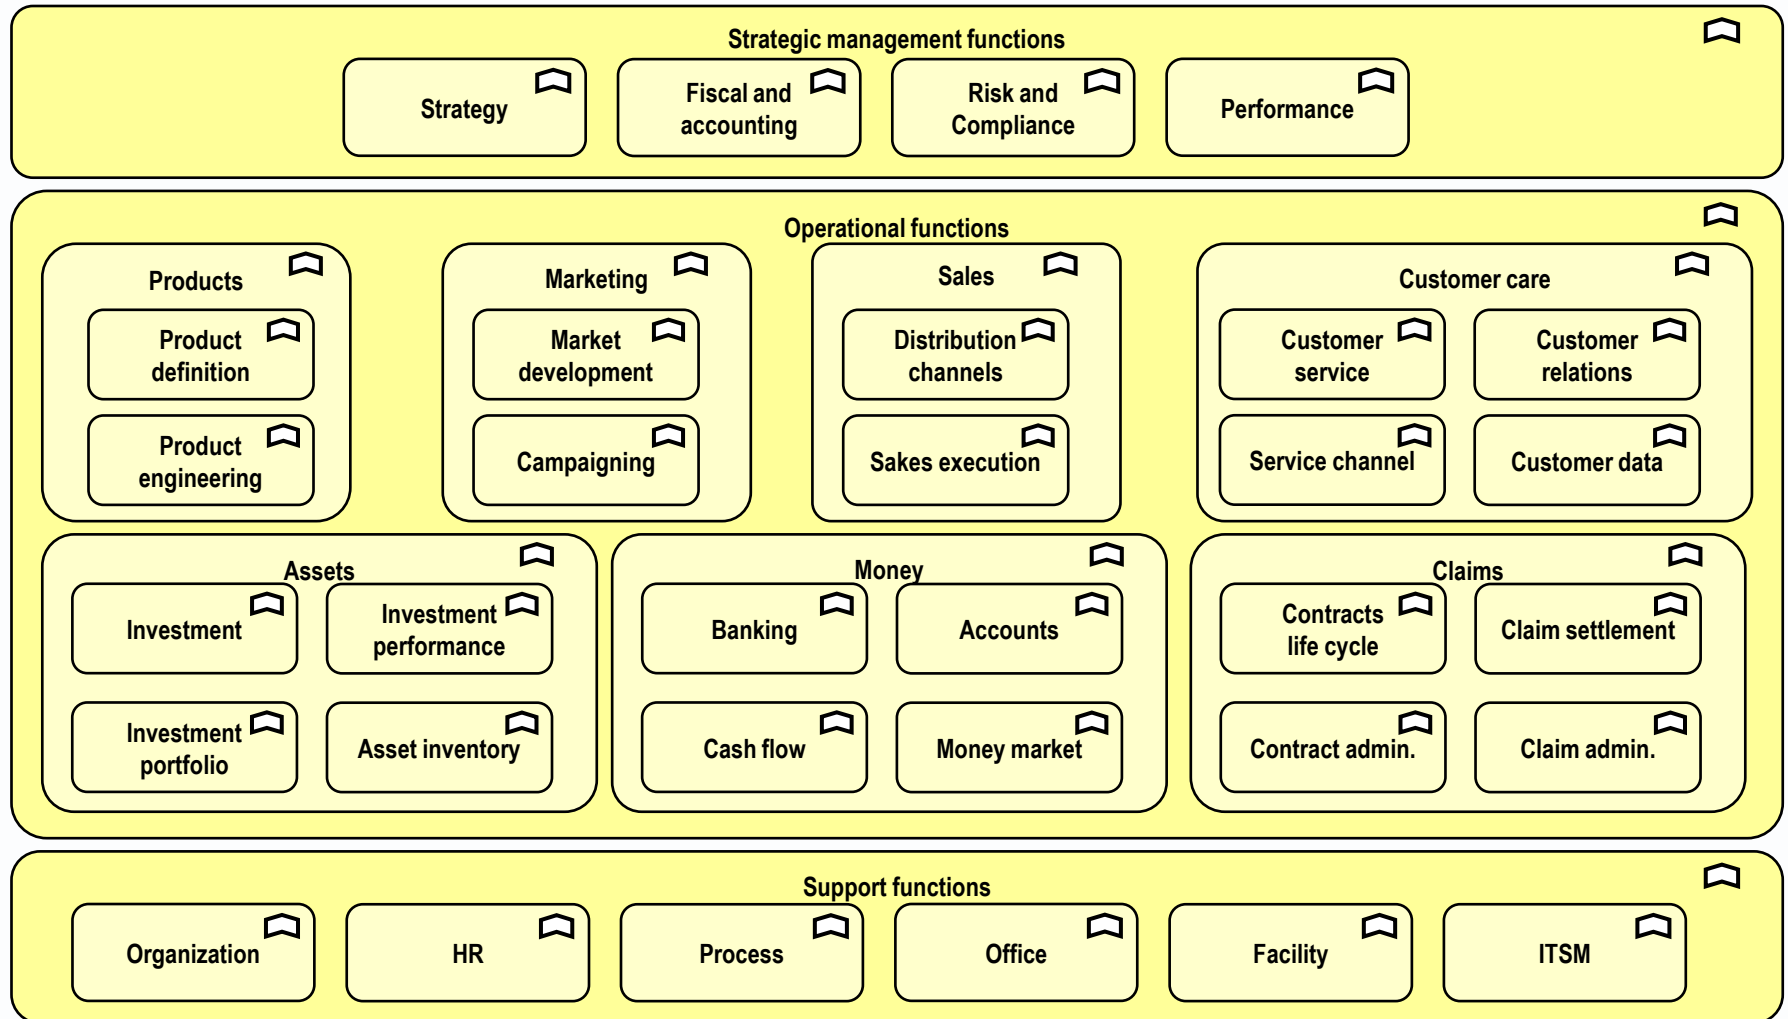 Strategic management functions
Strategy
Fiscal and
accounting
Risk and
Compliance
Performance
Operational functions
Products
Product
definition
Product
engineering
Marketing
Market
development
Campaigning
Sales
Distribution
channels
Sakes execution
Customer care
Customer
service
Customer
relations
Service channel
Customer data
Assets
Investment
Investment
performance
Investment
portfolio
Asset inventory
Money
Banking
Accounts
Cash flow
Money market
Claims
Contracts
life cycle
Claim settlement
Contract admin.
Claim admin.
Support functions
Organization
HR
Process
Office
Facility
ITSM